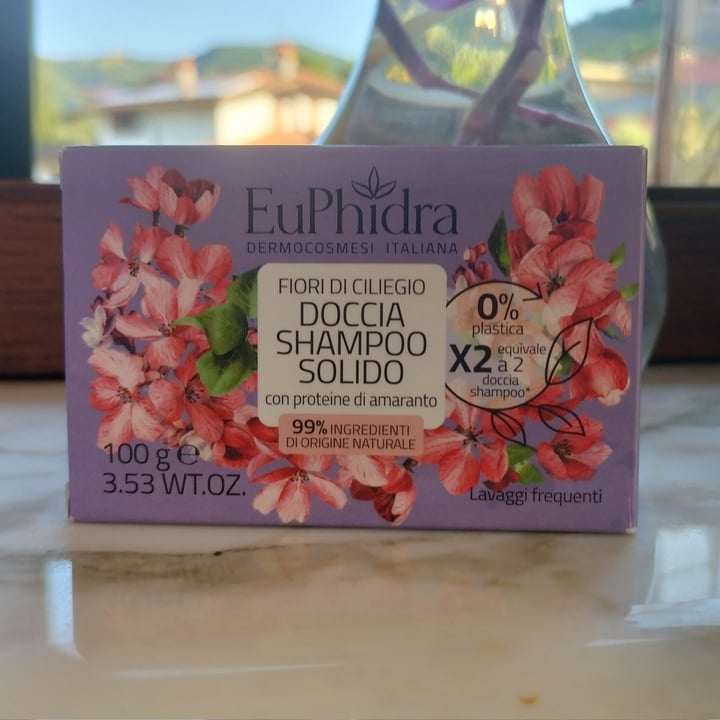 EuPhidra
DERMOCOSMESI ITALIANA
FIORI DI CILIEGIO
DOCCIA
SHAMPOO
SOLIDO
con proteine di amaranto
99% INGREDIENTI
DI ORIGINE NATURALE
0%
plastica
X2 equivale
a 2
doccia
shampoo*
100 g ℮
3.53 WT.OZ.
Lavaggi frequenti